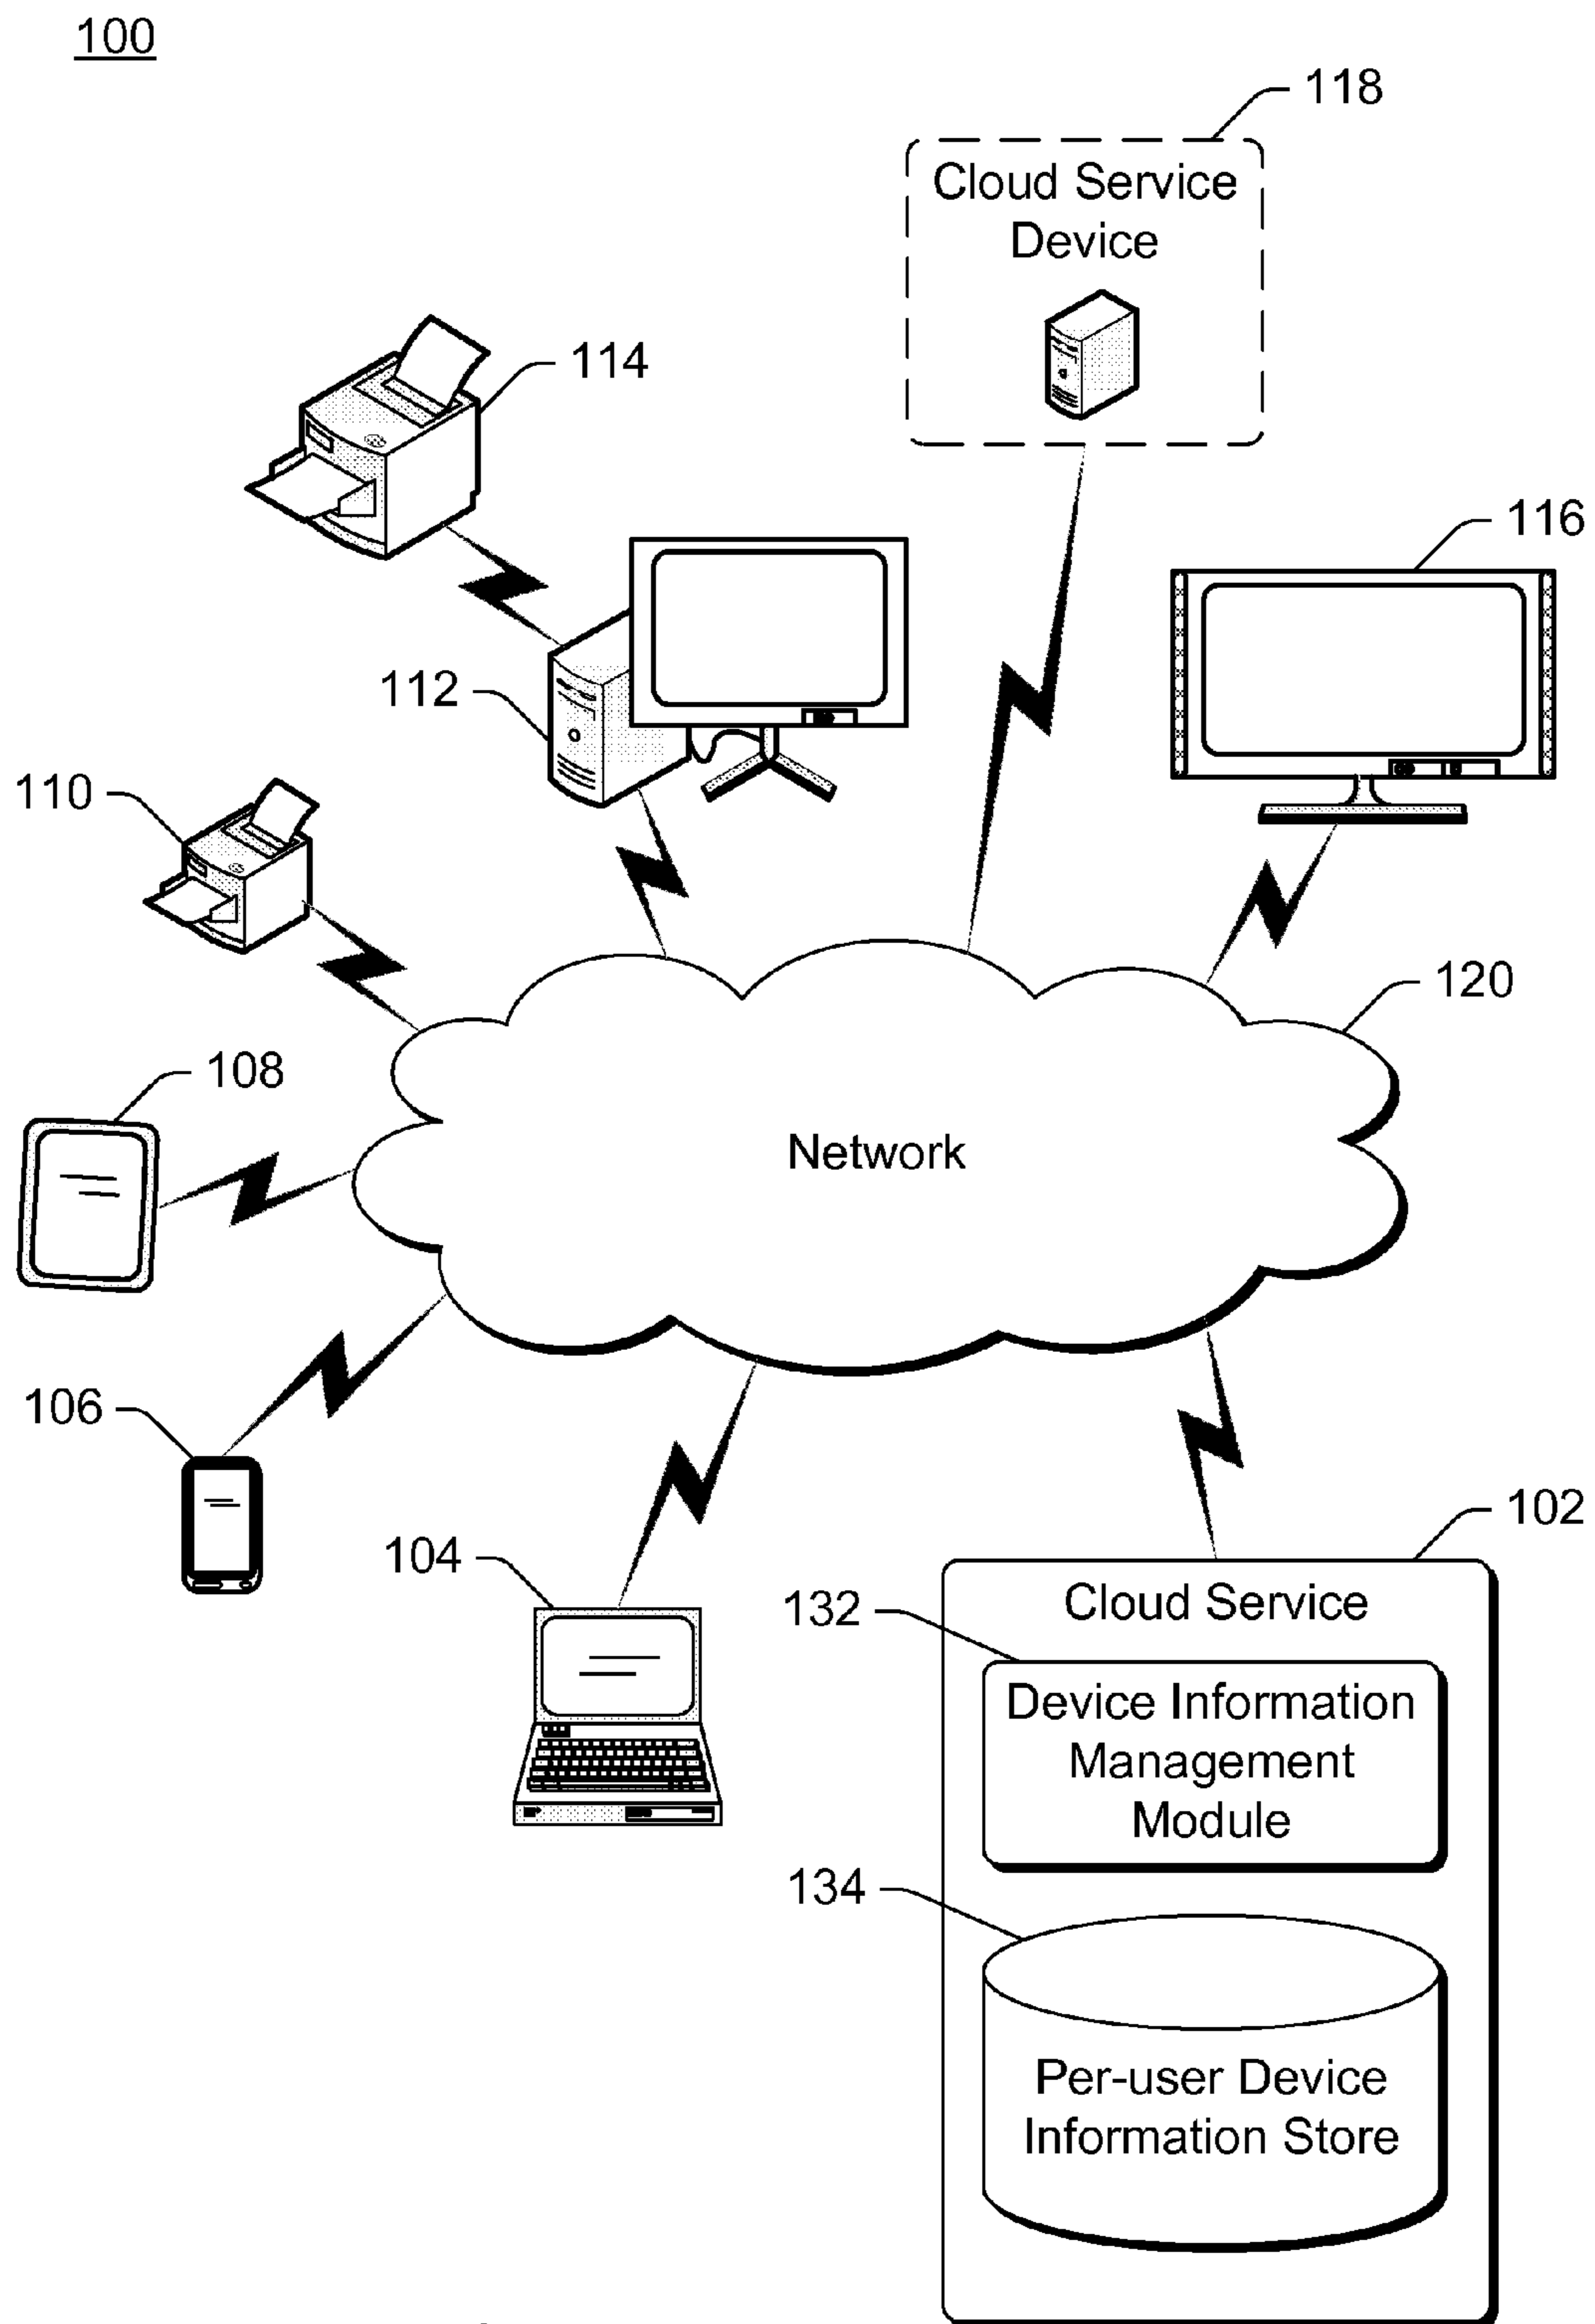 100
118
Cloud Service
Device
114
116
112
110
120
108
Network
106
102
104
Cloud Service
132
Device Information
Management
Module
134
Per-user Device
Information Store